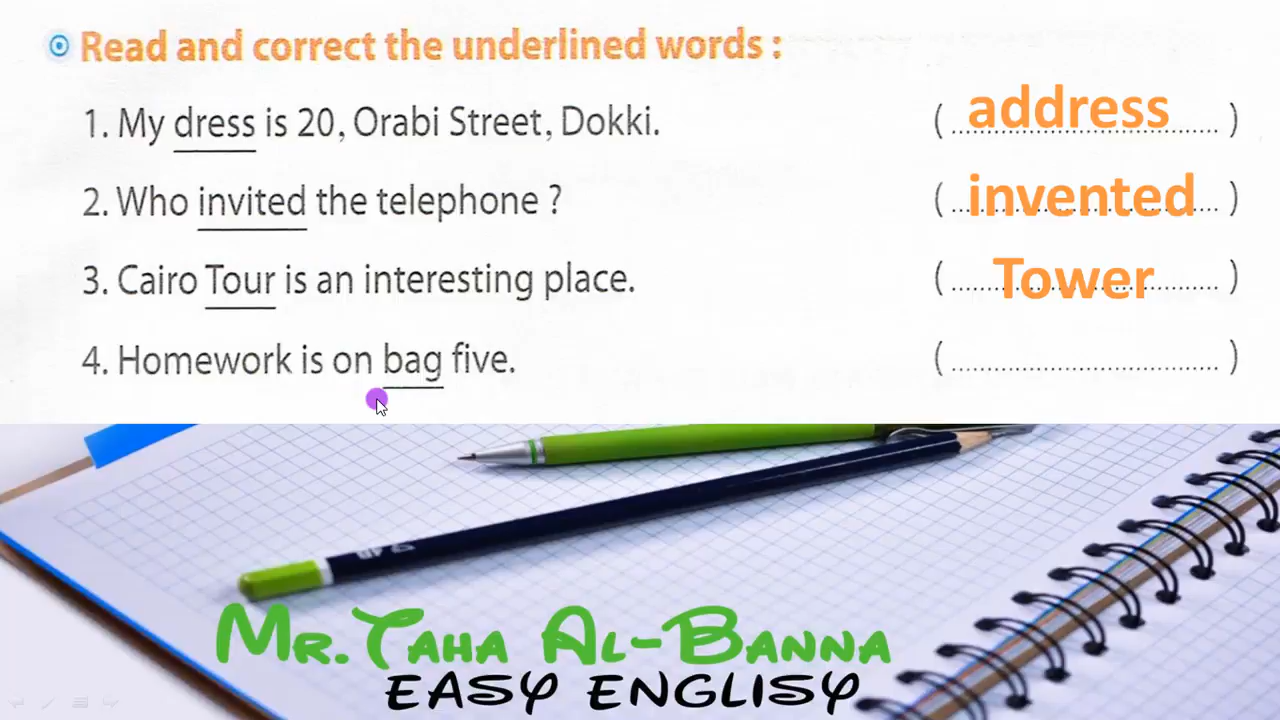 Read and correct the underlined words :
1. My dress is 20, Orabi Street, Dokki. (address)
2. Who invited the telephone ? (invented)
3. Cairo Tour is an interesting place. (Tower)
4. Homework is on bag five. (........................................)
Mr. Taha Al-Banna
EASY ENGLISY